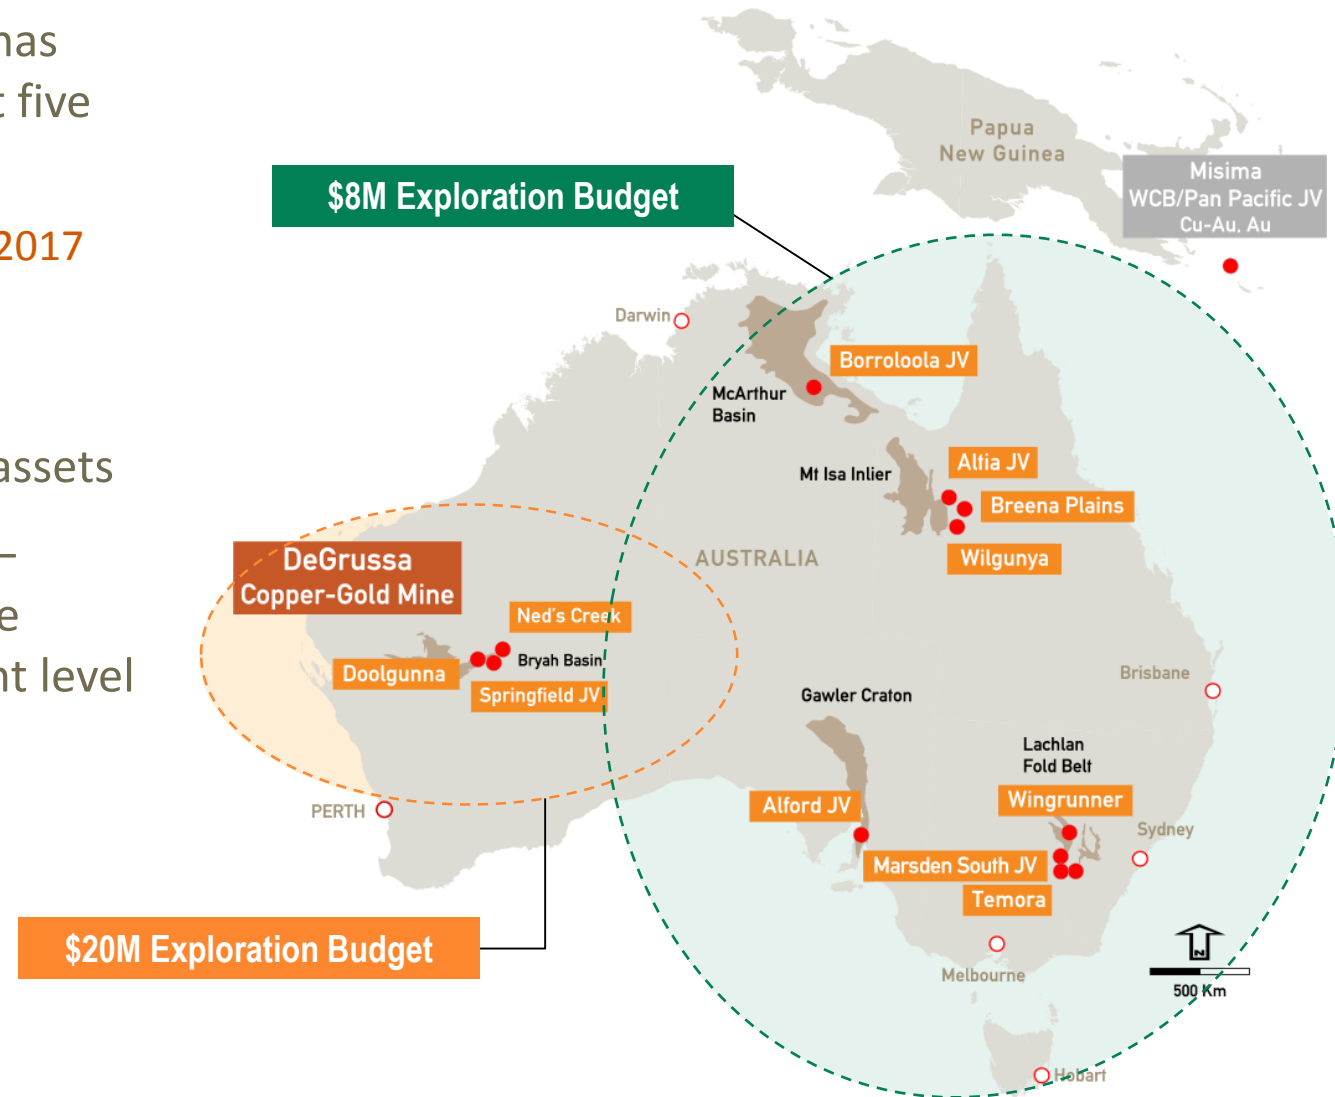 has
t five
2017
assets
–
e
nt level
Papua
New Guinea
Misima
WCB/Pan Pacific JV
Cu-Au, Au
$8M Exploration Budget
Darwin
Borroloola JV
McArthur
Basin
Mt Isa Inlier
Altia JV
Breena Plains
Wilgunya
AUSTRALIA
DeGrussa
Copper-Gold Mine
Ned's Creek
Bryah Basin
Doolgunna
Springfield JV
Brisbane
Gawler Craton
Lachlan
Fold Belt
Wingrunner
Alford JV
PERTH
Sydney
Marsden South JV
Temora
$20M Exploration Budget
N
Melbourne
500 Km
Hobart